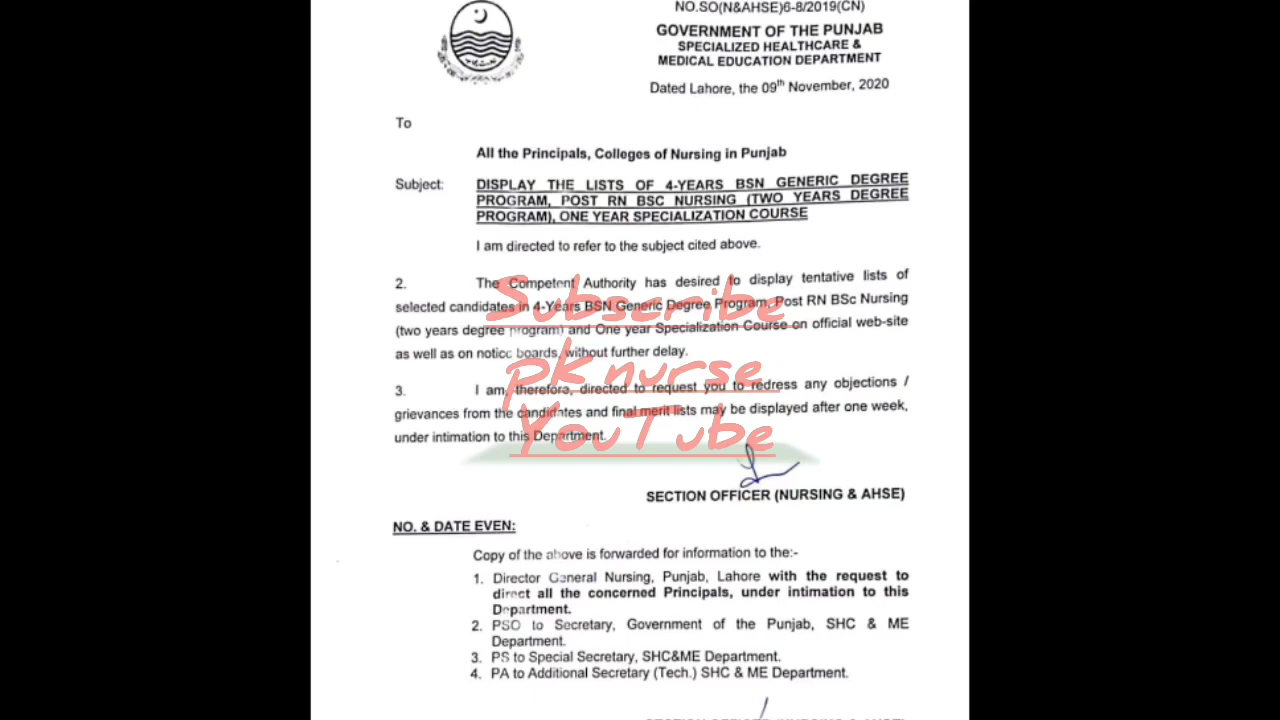 NO.SO(N&AHSE)6-8/2019(CN)
GOVERNMENT OF THE PUNJAB
SPECIALIZED HEALTHCARE &
MEDICAL EDUCATION DEPARTMENT
Dated Lahore, the 09th November, 2020
To
All the Principals, Colleges of Nursing in Punjab
Subject: DISPLAY THE LISTS OF 4-YEARS BSN GENERIC DEGREE
PROGRAM, POST RN BSC NURSING (TWO YEARS DEGREE
PROGRAM), ONE YEAR SPECIALIZATION COURSE
I am directed to refer to the subject cited above.
2. The Competent Authority has desired to display tentative lists of
selected candidates in 4-Years BSN Generic Degree Program, Post RN BSc Nursing
(two years degree program) and One year Specialization Course on official web-site
as well as on notice boards, without further delay.
3. I am, therefore, directed to request you to redress any objections /
grievances from the candidates and final merit lists may be displayed after one week,
under intimation to this Department.
Subscribe
pk nurse
YouTube
SECTION OFFICER (NURSING & AHSE)
NO. & DATE EVEN:
Copy of the above is forwarded for information to the:-
1. Director General Nursing, Punjab, Lahore with the request to
direct all the concerned Principals, under intimation to this
Department.
2. PSO to Secretary, Government of the Punjab, SHC & ME
Department.
3. PS to Special Secretary, SHC&ME Department.
4. PA to Additional Secretary (Tech.) SHC & ME Department.